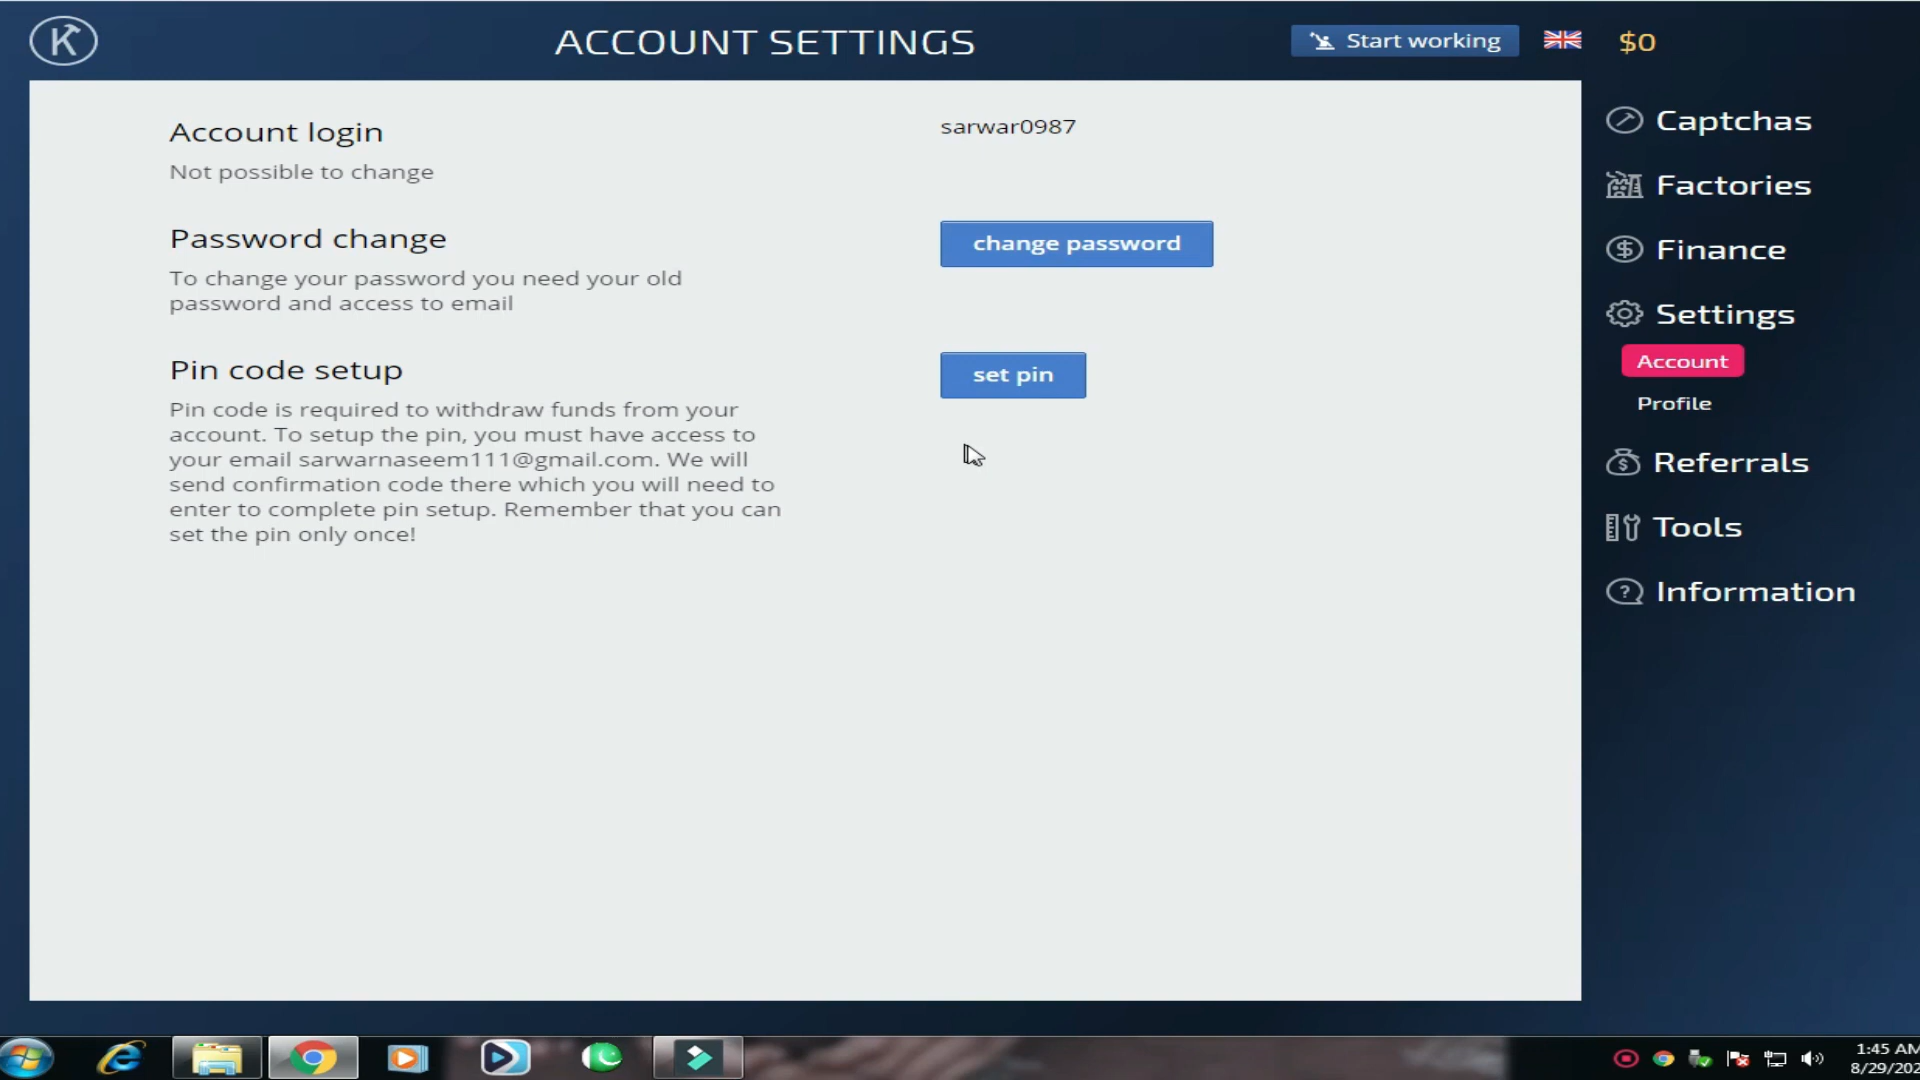 K
ACCOUNT SETTINGS
Start working
$0
Account login
sarwar0987
Not possible to change
Password change
change password
To change your password you need your old
password and access to email
Pin code setup
set pin
Pin code is required to withdraw funds from your
account. To setup the pin, you must have access to
your email sarwarnaseem111@gmail.com. We will
send confirmation code there which you will need to
enter to complete pin setup. Remember that you can
set the pin only once!
Captchas
Factories
Finance
Settings
Account
Profile
Referrals
Tools
Information
1:45 AM
8/29/202